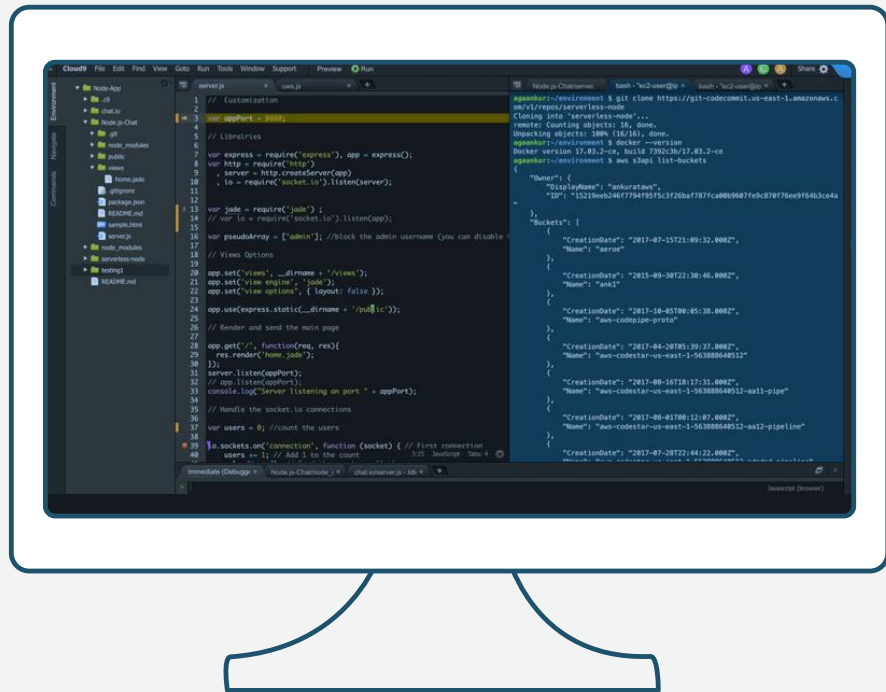 Cloud9 File Edit Find View Goto Run Tools Window Support Preview Run Share
Environment
Navigate
Commands
Node-App
.c9
chat.io
Node.js-Chat
.git
node_modules
public
views
home.jade
.gitignore
package.json
README.md
sample.html
server.js
node_modules
serverless-node
testing1
README.md
server.js uws.js
1 // Customization
2
3 var appPort = 8080;
4
5 // Librairies
6
7 var express = require('express'), app = express();
8 var http = require('http')
9 , server = http.createServer(app)
10 , io = require('socket.io').listen(server);
11
12
13 var jade = require('jade') ;
14 // var io = require('socket.io').listen(app);
15
16 var pseudoArray = ['admin']; //block the admin username (you can disable
17
18 // Views Options
19
20 app.set('views', __dirname + '/views');
21 app.set('view engine', 'jade');
22 app.set("view options", { layout: false });
23
24 app.use(express.static(__dirname + '/public'));
25
26 // Render and send the main page
27
28 app.get('/', function(req, res){
29 res.render('home.jade');
30 });
31 server.listen(appPort);
32 // app.listen(appPort);
33 console.log("Server listening on port " + appPort);
34
35 // Handle the socket.io connections
36
37 var users = 0; //count the users
38
39 io.sockets.on('connection', function (socket) { // First connection
40 users += 1; // Add 1 to the count
3:15 JavaScript Tabs: 4
Node.js-Chat/server. bash - "ec2-user@ip bash - "ec2-user@ip
agaankur:~/environment $ git clone https://git-codecommit.us-east-1.amazonaws.c
om/v1/repos/serverless-node
Cloning into 'serverless-node'...
remote: Counting objects: 16, done.
Unpacking objects: 100% (16/16), done.
agaankur:~/environment $ docker --version
Docker version 17.03.2-ce, build 7392c3b/17.03.2-ce
agaankur:~/environment $ aws s3api list-buckets
{
"Owner": {
"DisplayName": "ankurataws",
"ID": "15219eeb246f7794f95f5c3f26baf787fca00b9607fe9c870f76ee9f64b3ce4a
"
},
"Buckets": [
{
"CreationDate": "2017-07-15T21:09:32.000Z",
"Name": "aeroe"
},
{
"CreationDate": "2015-09-30T22:30:46.000Z",
"Name": "ank1"
},
{
"CreationDate": "2017-10-05T00:05:38.000Z",
"Name": "aws-codepipe-proto"
},
{
"CreationDate": "2017-04-20T05:39:37.000Z",
"Name": "aws-codestar-us-east-1-563888640512"
},
{
"CreationDate": "2017-08-16T18:17:31.000Z",
"Name": "aws-codestar-us-east-1-563888640512-aa11-pipe"
},
{
"CreationDate": "2017-08-01T00:12:07.000Z",
"Name": "aws-codestar-us-east-1-563888640512-aa12-pipeline"
},
{
"CreationDate": "2017-07-28T22:44:22.000Z",
Immediate (Debugge Node.js-Chat/node_ chat.io/server.js - Idle
>
Javascript (browser)